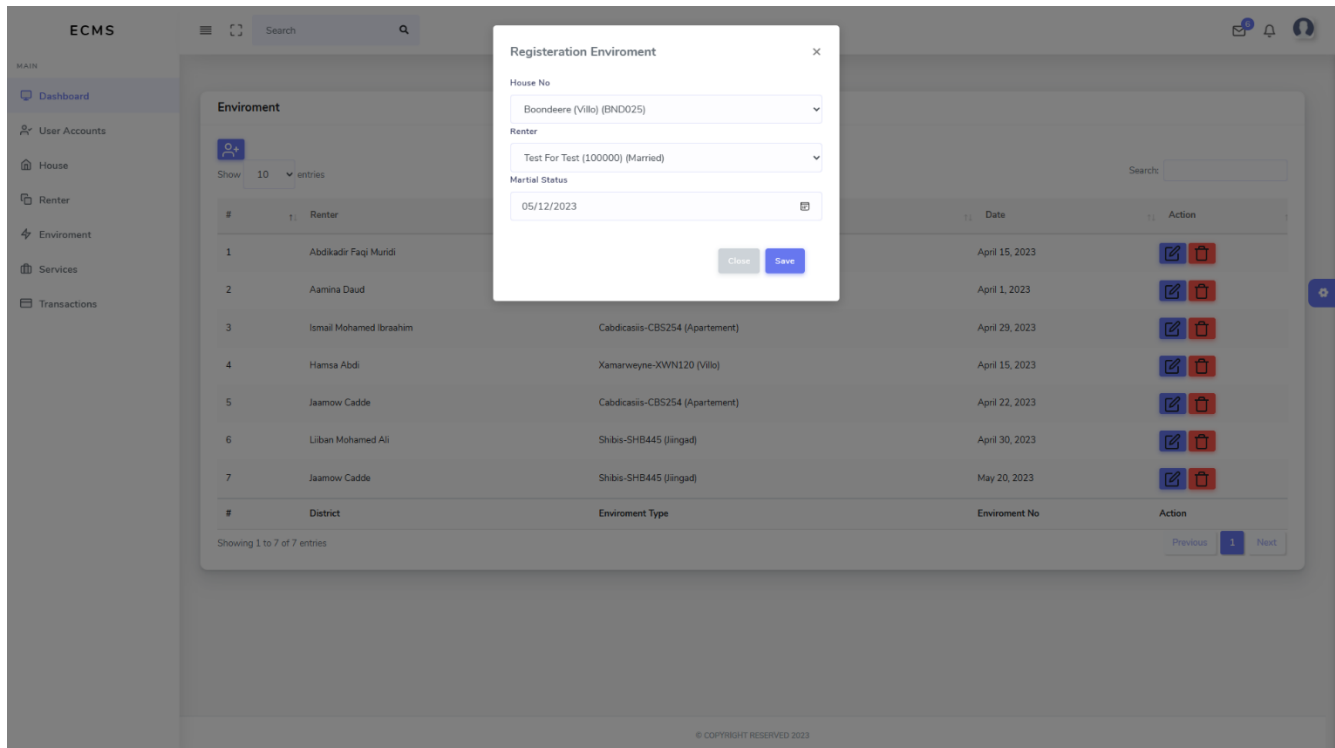 ECMS
Search
6
MAIN
Dashboard
User Accounts
House
Renter
Enviroment
Services
Transactions
Registeration Enviroment
×
House No
Boondeere (Villo) (BND025)
Renter
Test For Test (100000) (Married)
Martial Status
05/12/2023
Close Save
Enviroment
Show 10 entries
Search:
# Renter Date Action
1 Abdikadir Faqi Muridi April 15, 2023
2 Aamina Daud April 1, 2023
3 Ismail Mohamed Ibraahim Cabdicasiis-CBS254 (Apartement) April 29, 2023
4 Hamsa Abdi Xamarweyne-XWN120 (Villo) April 15, 2023
5 Jaamow Cadde Cabdicasiis-CBS254 (Apartement) April 22, 2023
6 Liiban Mohamed Ali Shibis-SHB445 (Jiingad) April 30, 2023
7 Jaamow Cadde Shibis-SHB445 (Jiingad) May 20, 2023
# District Enviroment Type Enviroment No Action
Showing 1 to 7 of 7 entries
Previous 1 Next
© COPYRIGHT RESERVED 2023